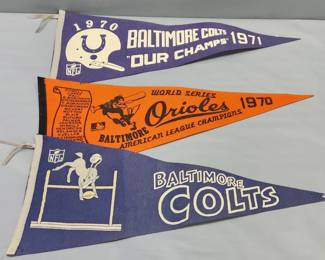 1970
BALTIMORE COLTS
"OUR CHAMPS"
1971
NFL
WORLD SERIES
Orioles
1970
BALTIMORE
AMERICAN LEAGUE CHAMPIONS
NFL
BALTIMORE
COLTS